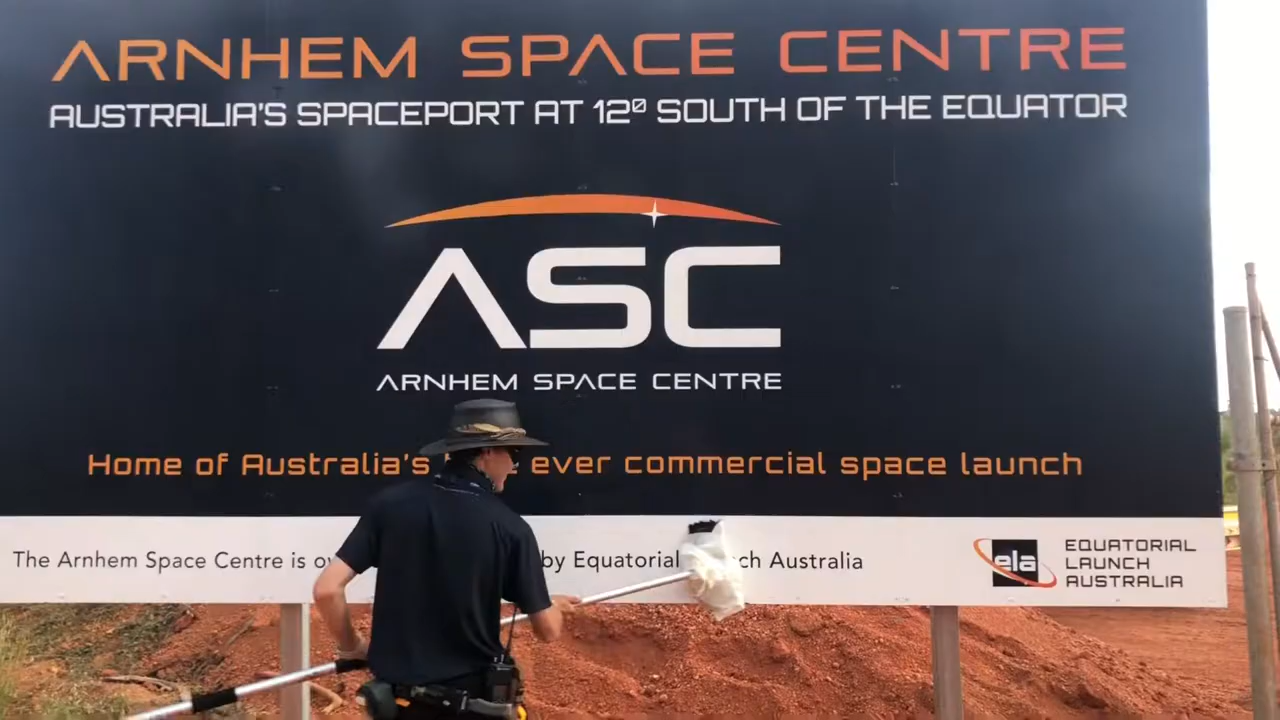 ARNHEM SPACE CENTRE
AUSTRALIA'S SPACEPORT AT 12⁰ SOUTH OF THE EQUATOR
ASC
ARNHEM SPACE CENTRE
Home of Australia's ever commercial space launch
The Arnhem Space Centre is by Equatorial Australia
ela
EQUATORIAL
LAUNCH
AUSTRALIA